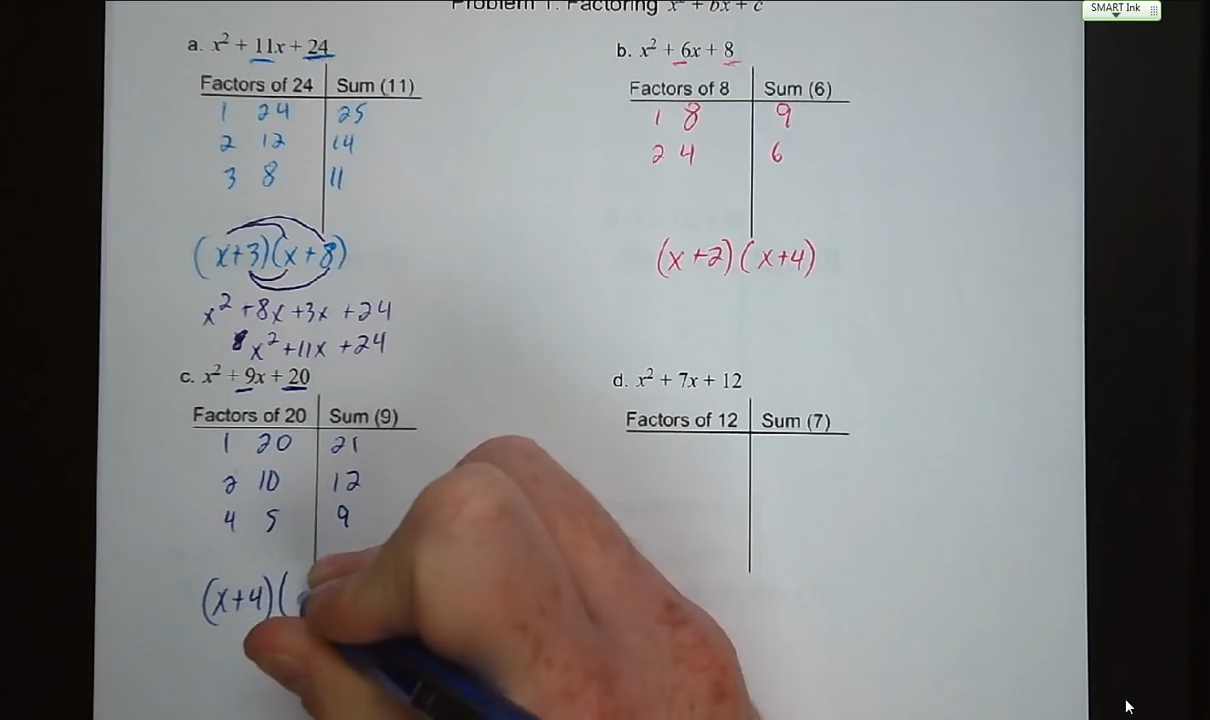 Problem 1: Factoring x² + bx + c
SMART Ink
a. x² + 11x + 24
Factors of 24 Sum (11)
1 24 25
2 12 14
3 8 11
(x+3)(x+8)
x² +8x +3x +24
x² +11x +24
b. x² + 6x + 8
Factors of 8 Sum (6)
1 8 9
2 4 6
(x+2)(x+4)
c. x² + 9x + 20
Factors of 20 Sum (9)
1 20 21
2 10 12
4 5 9
(x+4)(
d. x² + 7x + 12
Factors of 12 Sum (7)